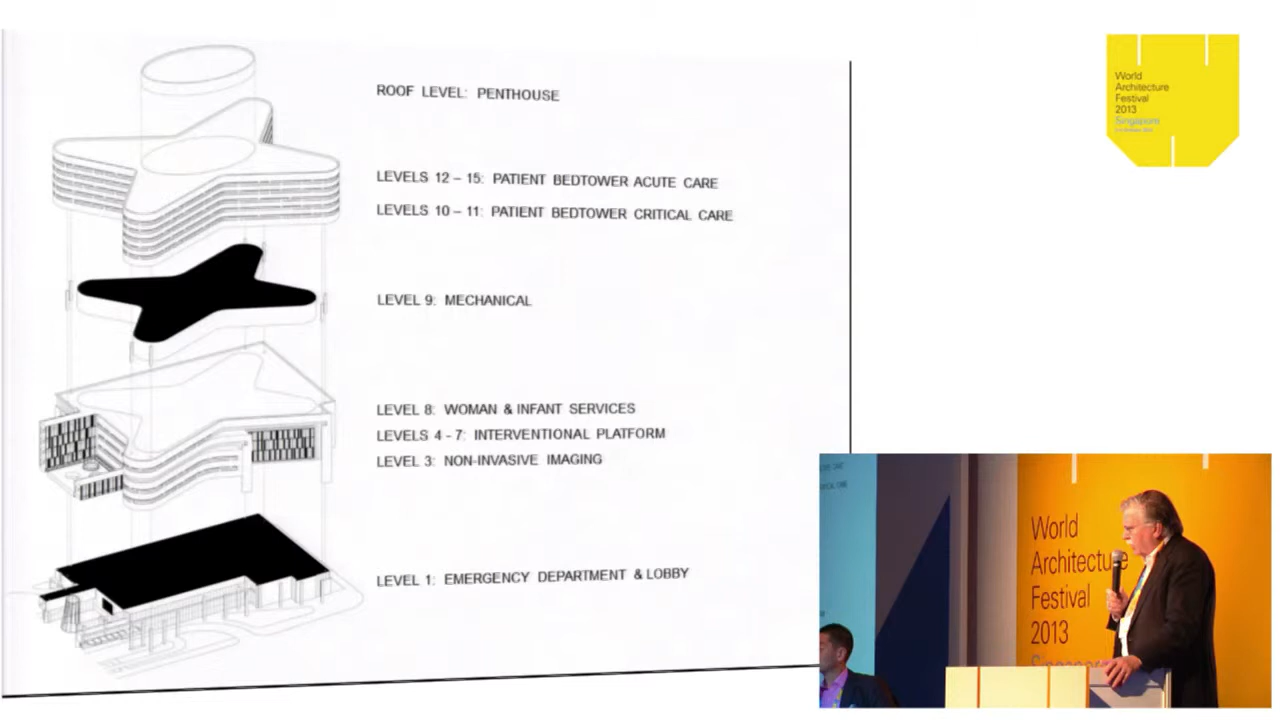 ROOF LEVEL: PENTHOUSE
LEVELS 12 – 15: PATIENT BEDTOWER ACUTE CARE
LEVELS 10 – 11: PATIENT BEDTOWER CRITICAL CARE
LEVEL 9: MECHANICAL
LEVEL 8: WOMAN & INFANT SERVICES
LEVELS 4 - 7: INTERVENTIONAL PLATFORM
LEVEL 3: NON-INVASIVE IMAGING
LEVEL 1: EMERGENCY DEPARTMENT & LOBBY
World
Architecture
Festival
2013
Singapore
World
Architecture
Festival
2013
Singapore